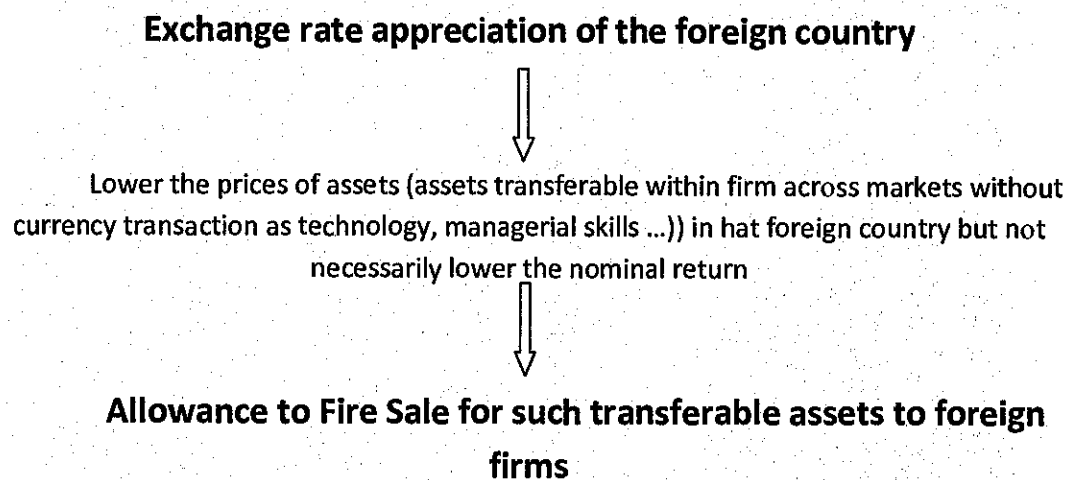 Exchange rate appreciation of the foreign country
Lower the prices of assets (assets transferable within firm across markets without
currency transaction as technology, managerial skills ...)) in hat foreign country but not
necessarily lower the nominal return
Allowance to Fire Sale for such transferable assets to foreign
firms